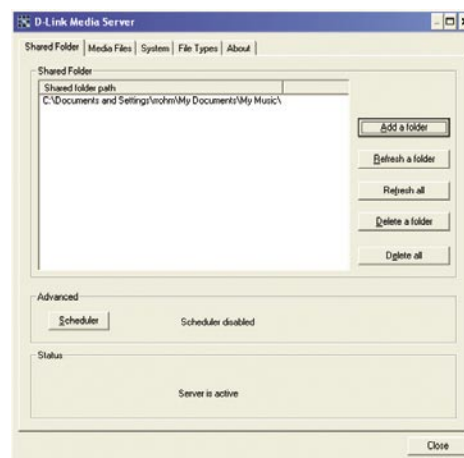 D-Link Media Server
Shared Folder Media Files System File Types About
Shared Folder
Shared folder path
C:\Documents and Settings\rohm\My Documents\My Music\
Add a folder
Refresh a folder
Refresh all
Delete a folder
Delete all
Advanced
Scheduler
Scheduler disabled
Status
Server is active
Close